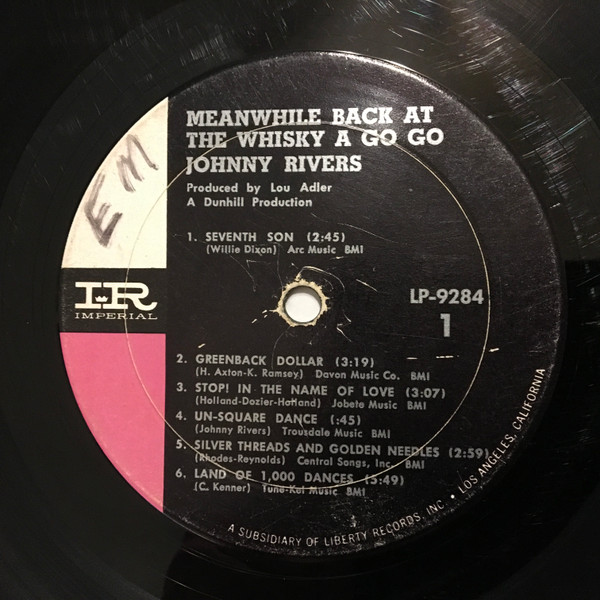 MEANWHILE BACK AT
THE WHISKY A GO GO
JOHNNY RIVERS
Produced by Lou Adler
A Dunhill Production
EM
1. SEVENTH SON (2:45)
(Willie Dixon) Arc Music BMI
IR
IMPERIAL
LP-9284
1
2. GREENBACK DOLLAR (3:19)
(H. Axton-K. Ramsey) Davon Music Co. BMI
3. STOP! IN THE NAME OF LOVE (3:07)
(Holland-Dozier-Holland) Jobete Music BMI
4. UN-SQUARE DANCE (:45)
(Johnny Rivers) Trousdale Music BMI
5. SILVER THREADS AND GOLDEN NEEDLES (2:59)
(Rhodes-Reynolds) Central Songs, Inc. BMI
6. LAND OF 1,000 DANCES (5:49)
(C. Kenner) Tune-Kel Music BMI
A SUBSIDIARY OF LIBERTY RECORDS, INC. • LOS ANGELES, CALIFORNIA